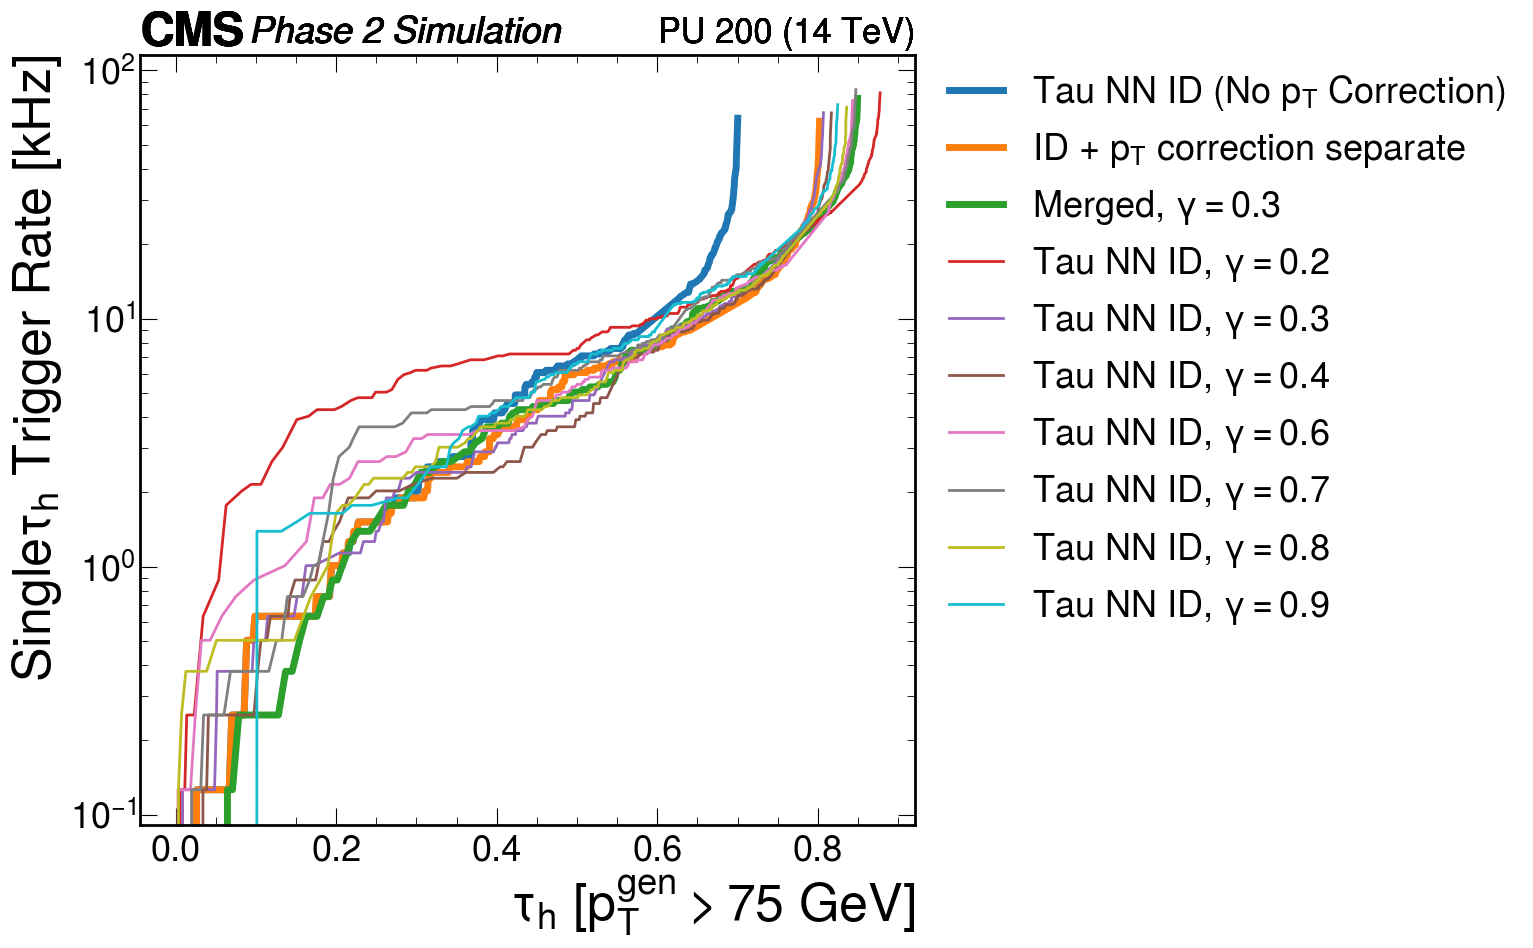 CMS Phase 2 Simulation PU 200 (14 TeV)
Single τh Trigger Rate [kHz]
10²
10¹
10⁰
10⁻¹
0.0 0.2 0.4 0.6 0.8
τh [pT^gen > 75 GeV]
Tau NN ID (No pT Correction)
ID + pT correction separate
Merged, γ = 0.3
Tau NN ID, γ = 0.2
Tau NN ID, γ = 0.3
Tau NN ID, γ = 0.4
Tau NN ID, γ = 0.6
Tau NN ID, γ = 0.7
Tau NN ID, γ = 0.8
Tau NN ID, γ = 0.9